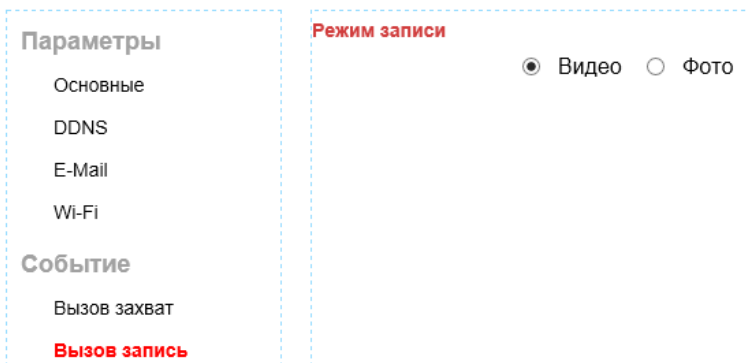 Параметры
Основные
DDNS
E-Mail
Wi-Fi
Событие
Вызов захват
Вызов запись
Режим записи
Видео Фото